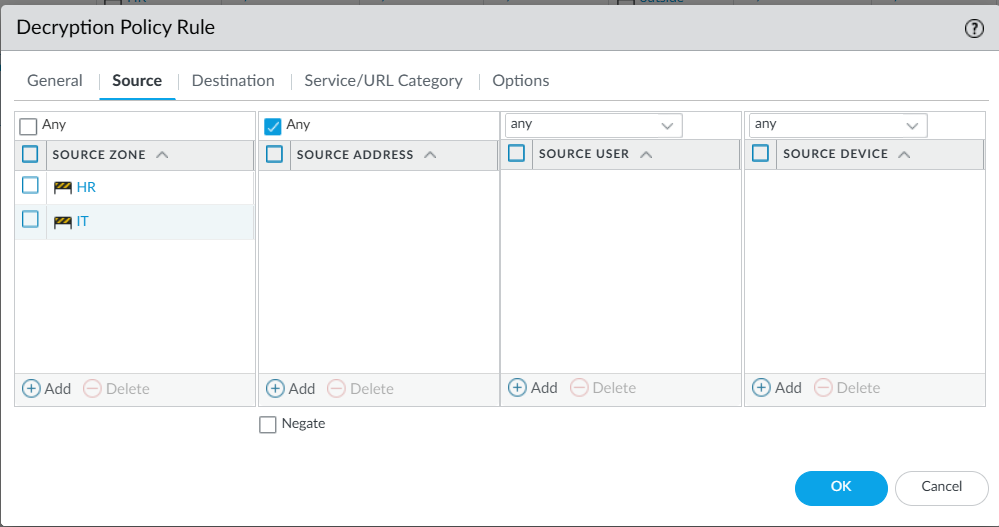 Decryption Policy Rule
General Source Destination Service/URL Category Options
Any Any any any
SOURCE ZONE SOURCE ADDRESS SOURCE USER SOURCE DEVICE
HR
IT
Add Delete Add Delete Add Delete Add Delete
Negate
OK Cancel